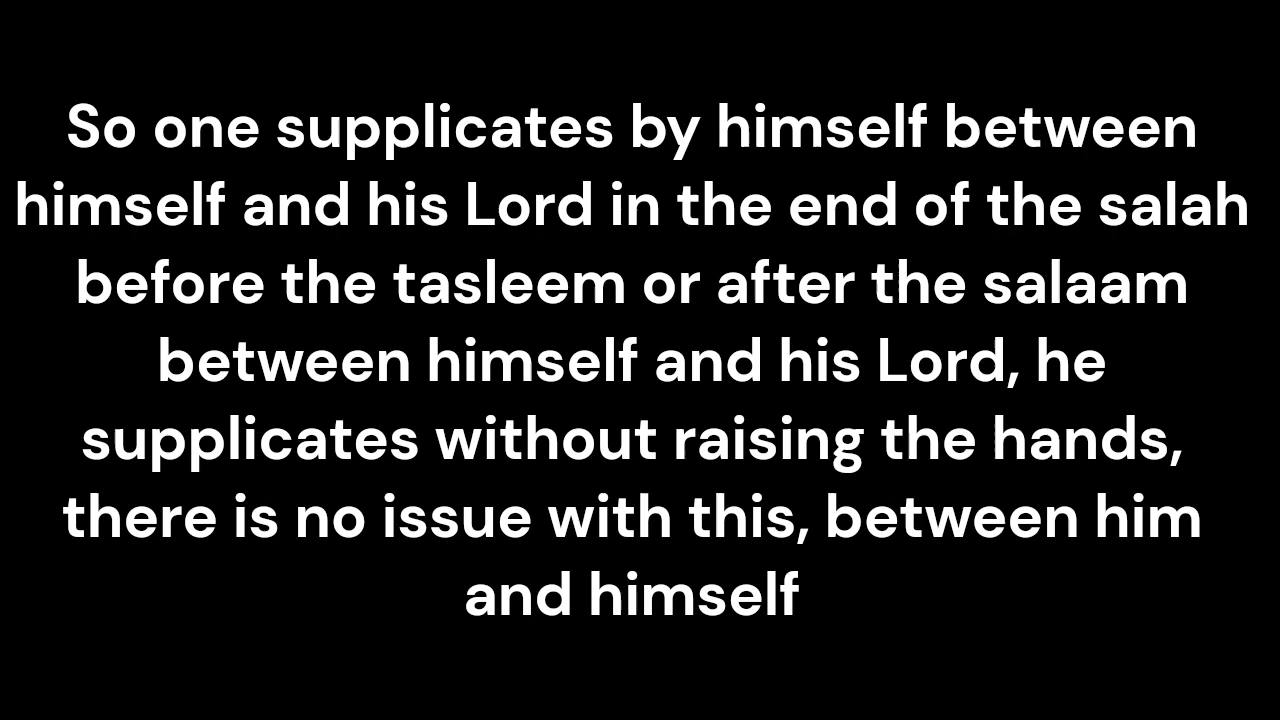 So one supplicates by himself between
himself and his Lord in the end of the salah
before the tasleem or after the salaam
between himself and his Lord, he
supplicates without raising the hands,
there is no issue with this, between him
and himself